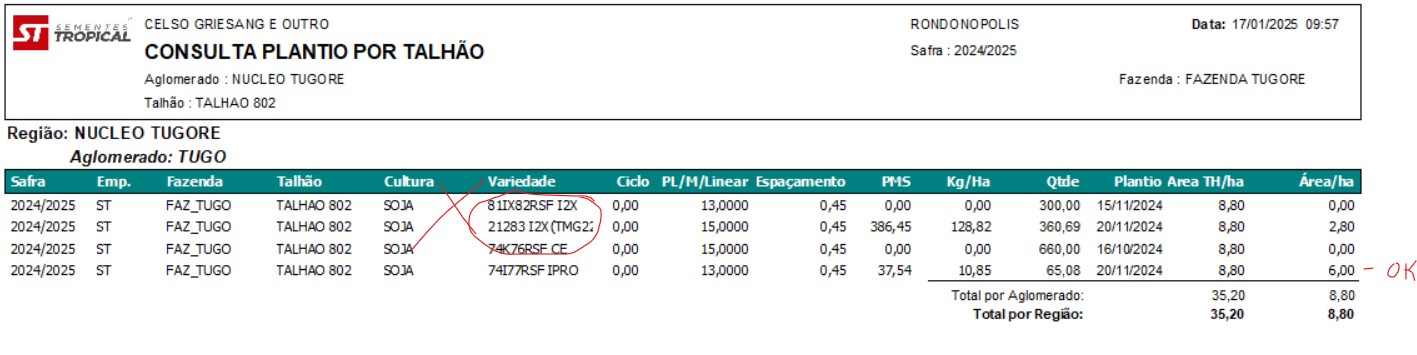 ST SEMENTES TROPICAL
CELSO GRIESANG E OUTRO RONDONOPOLIS Data: 17/01/2025 09:57
CONSULTA PLANTIO POR TALHÃO Safra : 2024/2025
Aglomerado : NUCLEO TUGORE Fazenda : FAZENDA TUGORE
Talhão : TALHAO 802
Região: NUCLEO TUGORE
Aglomerado: TUGO
Safra Emp. Fazenda Talhão Cultura Variedade Ciclo PL/M/Linear Espaçamento PMS Kg/Ha Qtde Plantio Area TH/ha Área/ha
2024/2025 ST FAZ_TUGO TALHAO 802 SOJA 81IX82RSF I2X 0,00 13,0000 0,45 0,00 0,00 300,00 15/11/2024 8,80 0,00
2024/2025 ST FAZ_TUGO TALHAO 802 SOJA 21283 I2X(TMG22 0,00 15,0000 0,45 386,45 128,82 360,69 20/11/2024 8,80 2,80
2024/2025 ST FAZ_TUGO TALHAO 802 SOJA 74K76RSF CE 0,00 15,0000 0,45 0,00 0,00 660,00 16/10/2024 8,80 0,00
2024/2025 ST FAZ_TUGO TALHAO 802 SOJA 74I77RSF IPRO 0,00 13,0000 0,45 37,54 10,85 65,08 20/11/2024 8,80 6,00 - OK
Total por Aglomerado: 35,20 8,80
Total por Região: 35,20 8,80